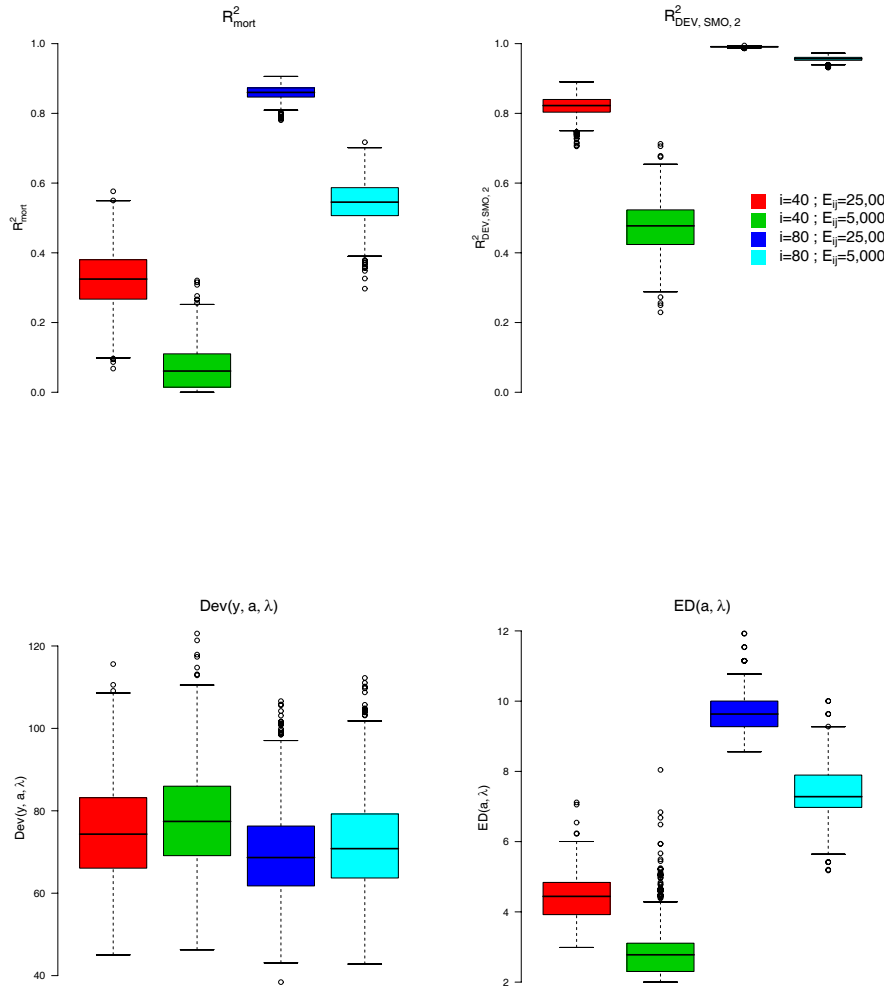 R²mort
1.0
0.8
0.6
0.4
0.2
0.0
R²mort
R²DEV, SMO, 2
1.0
0.8
0.6
0.4
0.2
0.0
R²DEV, SMO, 2
i=40 ; Eij=25,00
i=40 ; Eij=5,000
i=80 ; Eij=25,00
i=80 ; Eij=5,000
Dev(y, a, λ)
120
100
80
60
40
Dev(y, a, λ)
ED(a, λ)
12
10
8
6
4
2
ED(a, λ)